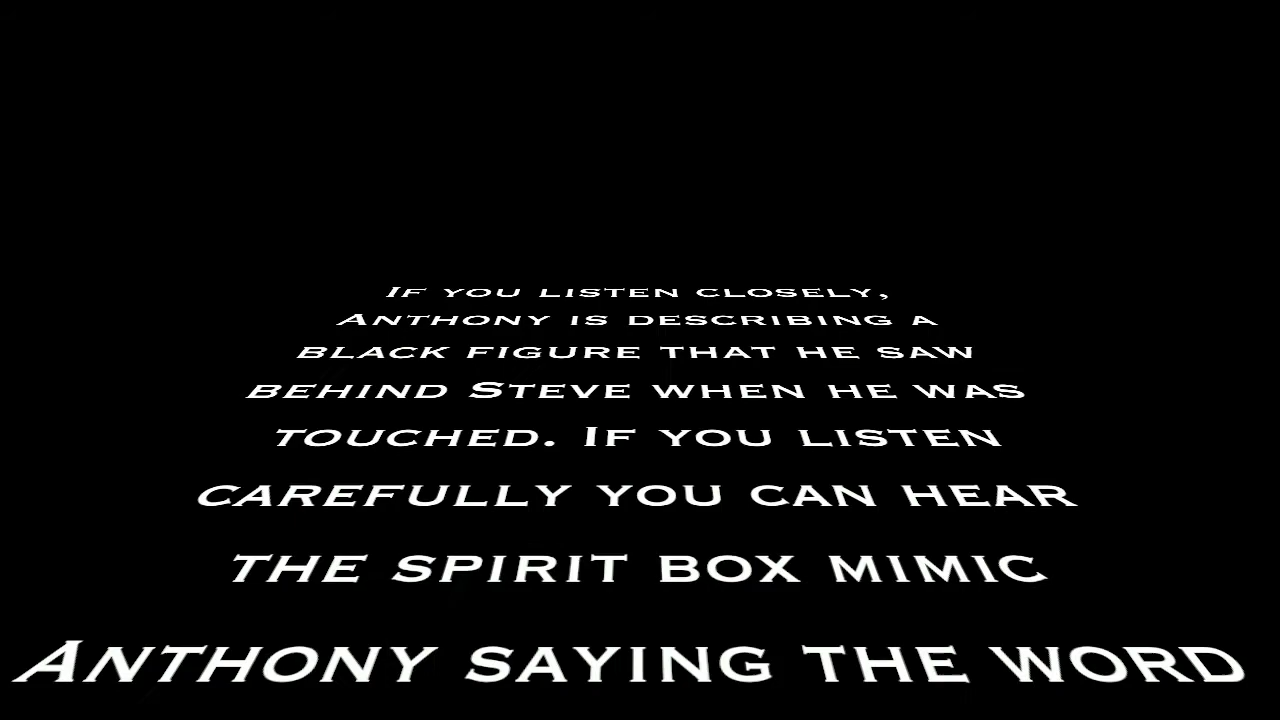 If you listen closely,
Anthony is describing a
black figure that he saw
behind Steve when he was
touched. If you listen
carefully you can hear
the spirit box mimic
Anthony saying the word